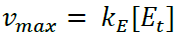 v_max = k_E[E_t]